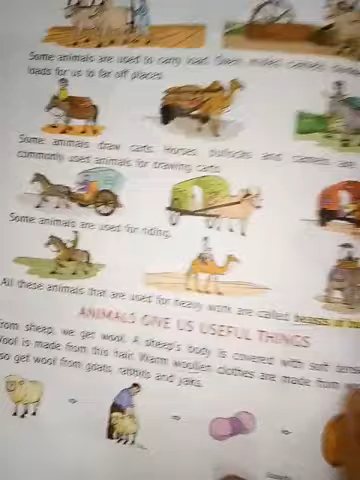 Some animals are used to carry load. Oxen, mules, camels,
loads for us to far off places.
Some animals draw carts. Horses, bullocks and camels are
commonly used animals for drawing carts.
Some animals are used for riding.
All these animals that are used for heavy work are called beasts of
ANIMALS GIVE US USEFUL THINGS
From sheep, we get wool. A sheep's body is covered with soft
Wool is made from this hair. Warm woollen clothes are made from
so get wool from goats, rabbits and yaks.